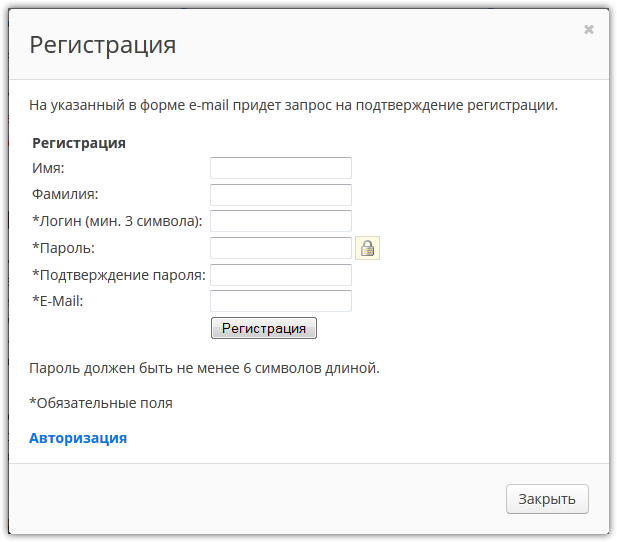 Регистрация
На указанный в форме e-mail придет запрос на подтверждение регистрации.
Регистрация
Имя:
Фамилия:
*Логин (мин. 3 символа):
*Пароль:
*Подтверждение пароля:
*E-Mail:
Регистрация
Пароль должен быть не менее 6 символов длиной.
*Обязательные поля
Авторизация
Закрыть